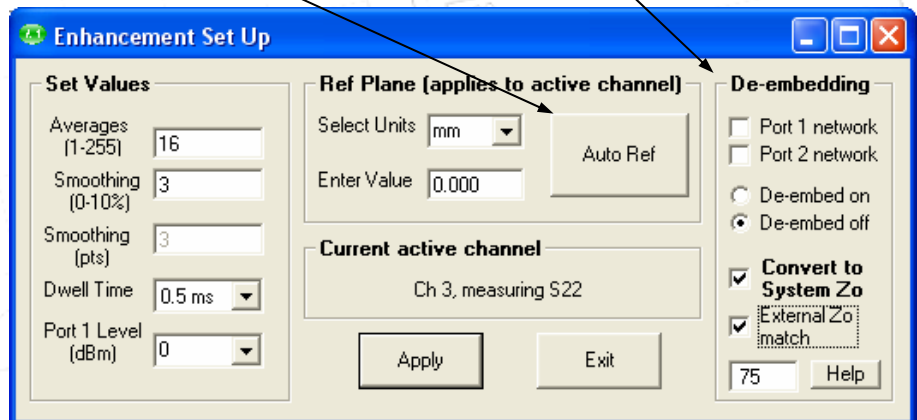 Enhancement Set Up
Set Values
Averages
(1-255)
16
Smoothing
(0-10%)
3
Smoothing
(pts)
3
Dwell Time
0.5 ms
Port 1 Level
(dBm)
0
Ref Plane (applies to active channel)
Select Units
mm
Auto Ref
Enter Value
0.000
Current active channel
Ch 3, measuring S22
Apply
Exit
De-embedding
Port 1 network
Port 2 network
De-embed on
De-embed off
Convert to
System Zo
External Zo
match
75
Help